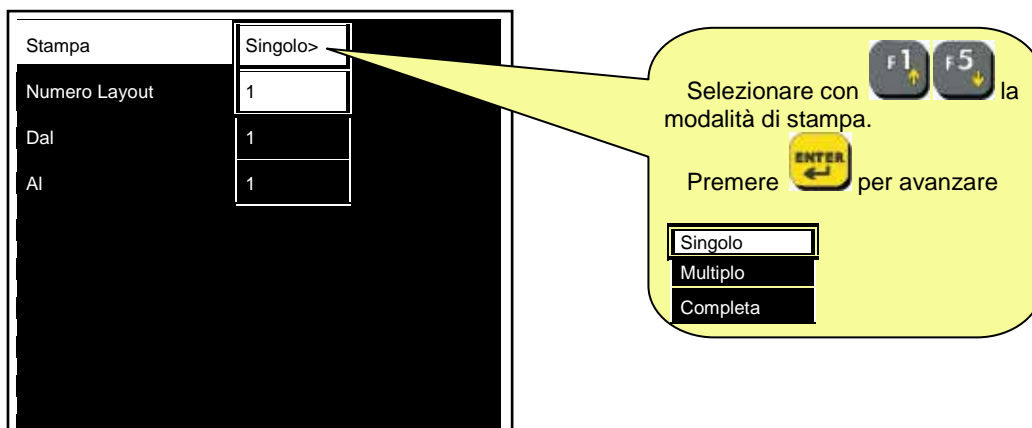 Stampa Singolo>
Numero Layout 1
Dal 1
Al 1
Selezionare con F1 F5 la
modalità di stampa.
Premere ENTER per avanzare
Singolo
Multiplo
Completa